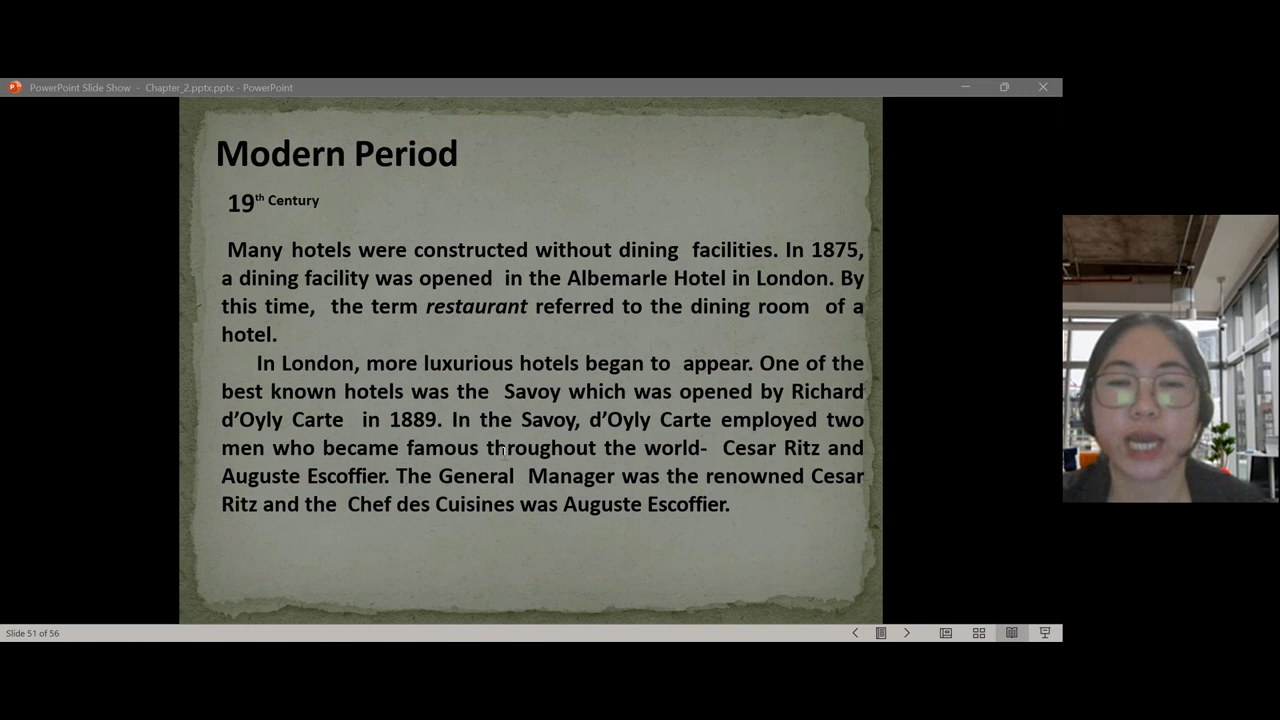 PowerPoint Slide Show - Chapter_2.pptx.pptx - PowerPoint
Modern Period
19th Century
Many hotels were constructed without dining facilities. In 1875,
a dining facility was opened in the Albemarle Hotel in London. By
this time, the term restaurant referred to the dining room of a
hotel.
In London, more luxurious hotels began to appear. One of the
best known hotels was the Savoy which was opened by Richard
d’Oyly Carte in 1889. In the Savoy, d’Oyly Carte employed two
men who became famous throughout the world- Cesar Ritz and
Auguste Escoffier. The General Manager was the renowned Cesar
Ritz and the Chef des Cuisines was Auguste Escoffier.
Slide 51 of 56